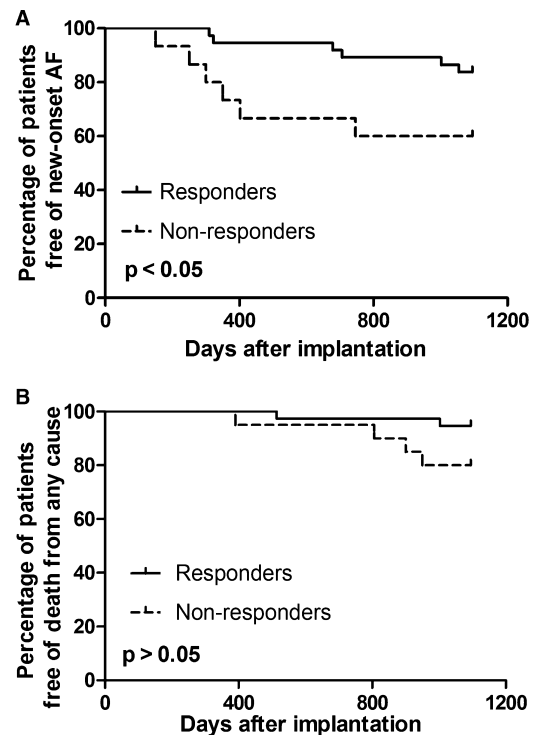 A
Percentage of patients
free of new-onset AF
100
80
60
40
20
0
Responders
Non-responders
p < 0.05
0 400 800 1200
Days after implantation
B
Percentage of patients
free of death from any cause
100
80
60
40
20
0
Responders
Non-responders
p > 0.05
0 400 800 1200
Days after implantation